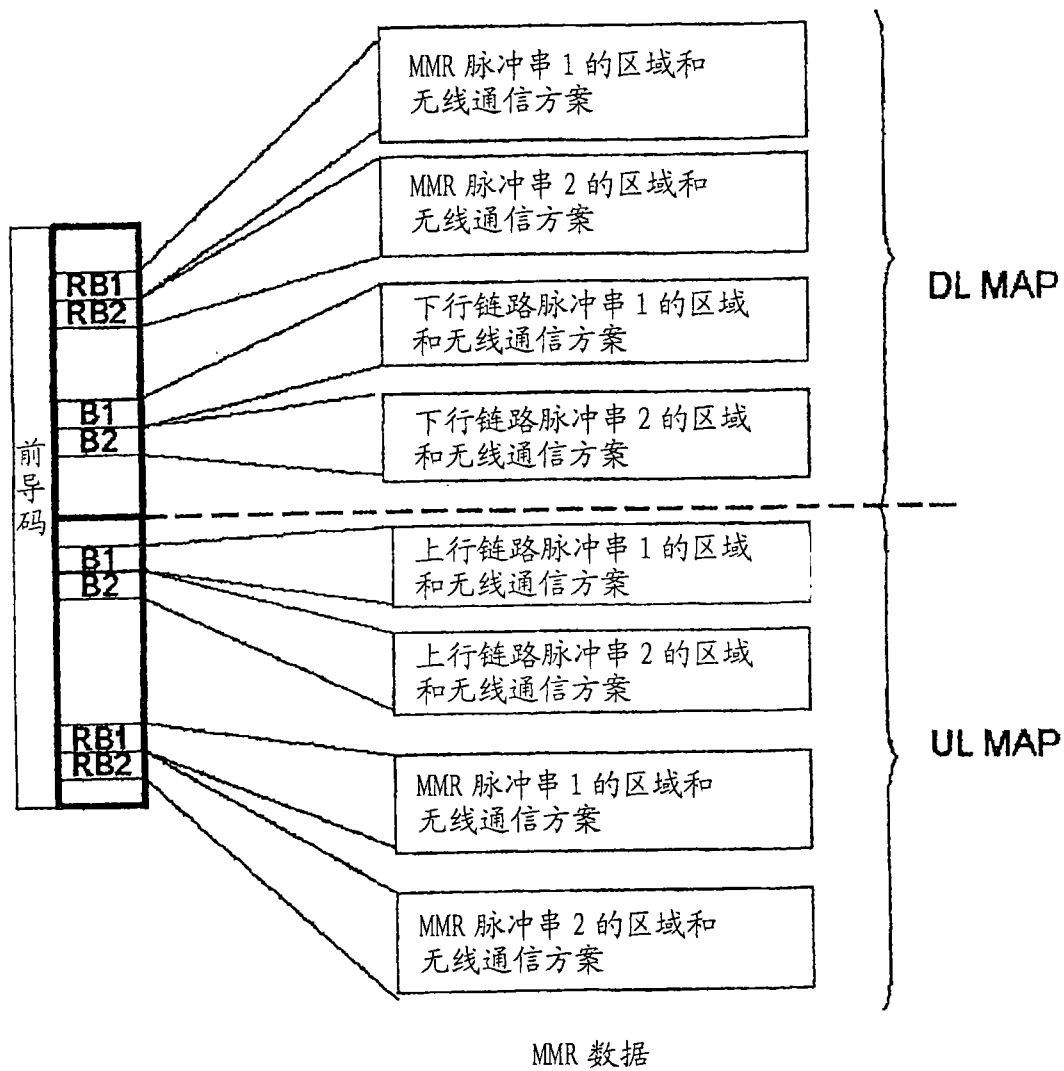 MMR 脉冲串 1 的区域和
无线通信方案
MMR 脉冲串 2 的区域和
无线通信方案
下行链路脉冲串 1 的区域
和无线通信方案
下行链路脉冲串 2 的区域
和无线通信方案
DL MAP
前导码
RB1
RB2
B1
B2
B1
B2
RB1
RB2
上行链路脉冲串 1 的区域
和无线通信方案
上行链路脉冲串 2 的区域
和无线通信方案
MMR 脉冲串 1 的区域和
无线通信方案
MMR 脉冲串 2 的区域和
无线通信方案
UL MAP
MMR 数据